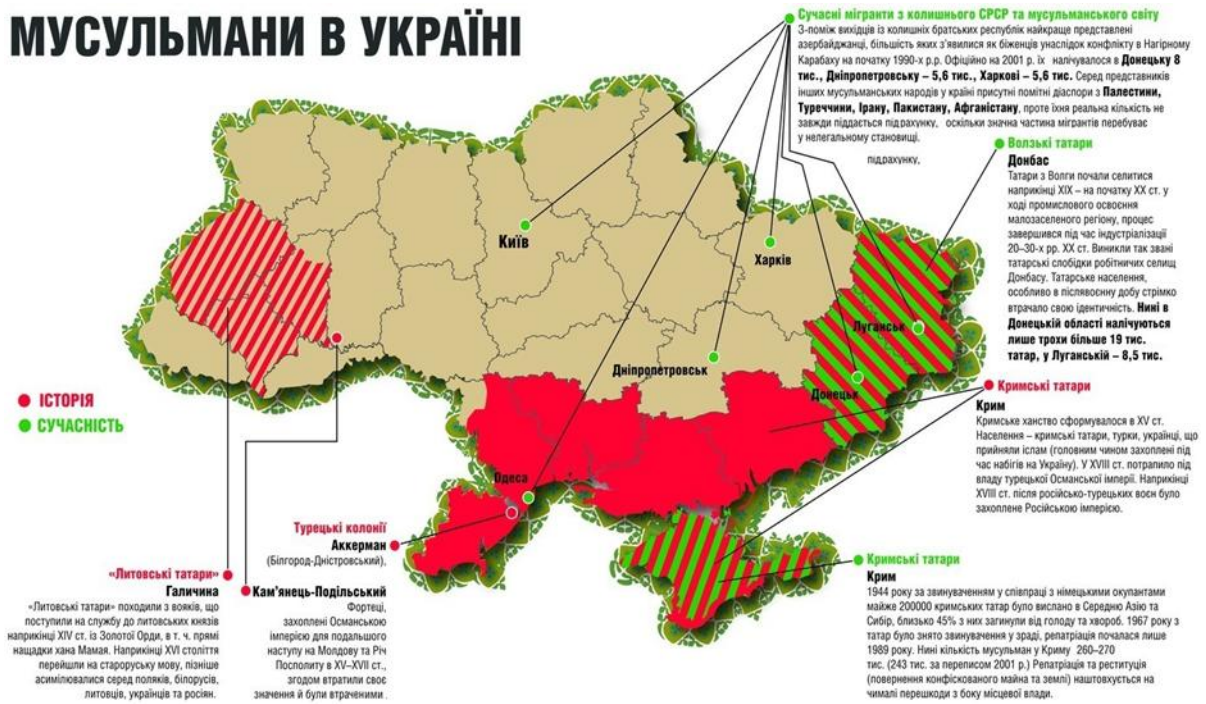 МУСУЛЬМАНИ В УКРАЇНІ
Сучасні мігранти з колишнього СРСР та мусульманського світу
З-поміж вихідців із колишніх братських республік найкраще представлені
азербайджанці, більшість яких з'явилися як біженців унаслідок конфлікту в Нагірному
Карабаху на початку 1990-х р.р. Офіційно на 2001 р. їх налічувалося в Донецьку 8
тис., Дніпропетровську – 5,6 тис., Харкові – 5,6 тис. Серед представників
інших мусульманських народів у країні присутні помітні діаспори з Палестини,
Туреччини, Ірану, Пакистану, Афганістану, проте їхня реальна кількість не
завжди піддається підрахунку, оскільки значна частина мігрантів перебуває
у нелегальному становищі.
підрахунку,
Волзькі татари
Донбас
Татари з Волги почали селитися
наприкінці XIX – на початку XX ст. у
ході промислового освоєння
малозаселеного регіону, процес
завершився під час індустріалізації
20–30-х рр. XX ст. Виникли так звані
татарські слобідки робітничих селищ
Донбасу. Татарське населення,
особливо в післявоєнну добу стрімко
втрачало свою ідентичність. Нині в
Донецькій області налічуються
лише трохи більше 19 тис.
татар, у Луганській – 8,5 тис.
Київ
Харків
Луганськ
Дніпропетровськ
Донецьк
Одеса
ІСТОРІЯ
СУЧАСНІСТЬ
Кримські татари
Крим
Кримське ханство сформувалося в XV ст.
Населення – кримські татари, турки, українці, що
прийняли іслам (головним чином захоплені під
час набігів на Україну). У XVIII ст. потрапило під
владу турецької Османської імперії. Наприкінці
XVIII ст. після російсько-турецьких воєн було
захоплене Російською імперією.
Турецькі колонії
Аккерман
(Білгород-Дністровський),
Кам'янець-Подільський
Фортеці,
захоплені Османською
імперією для подальшого
наступу на Молдову та Річ
Посполиту в XV–XVII ст.,
згодом втратили своє
значення й були втраченими.
«Литовські татари»
Галичина
«Литовські татари» походили з вояків, що
поступили на службу до литовських князів
наприкінці XIV ст. із Золотої Орди, в т. ч. прямі
нащадки хана Мамая. Наприкінці XVI століття
перейшли на староруську мову, пізніше
асимілювалися серед поляків, білорусів,
литовців, українців та росіян.
Кримські татари
Крим
1944 року за звинуваченням у співпраці з німецькими окупантами
майже 200000 кримських татар було вислано в Середню Азію та
Сибір, близько 45% з них загинули від голоду та хвороб. 1967 року з
татар було знято звинувачення у зраді, репатріація почалася лише
1989 року. Нині кількість мусульман у Криму 260–270
тис. (243 тис. за переписом 2001 р.) Репатріація та реституція
(повернення конфіскованого майна та землі) наштовхується на
чималі перешкоди з боку місцевої влади.